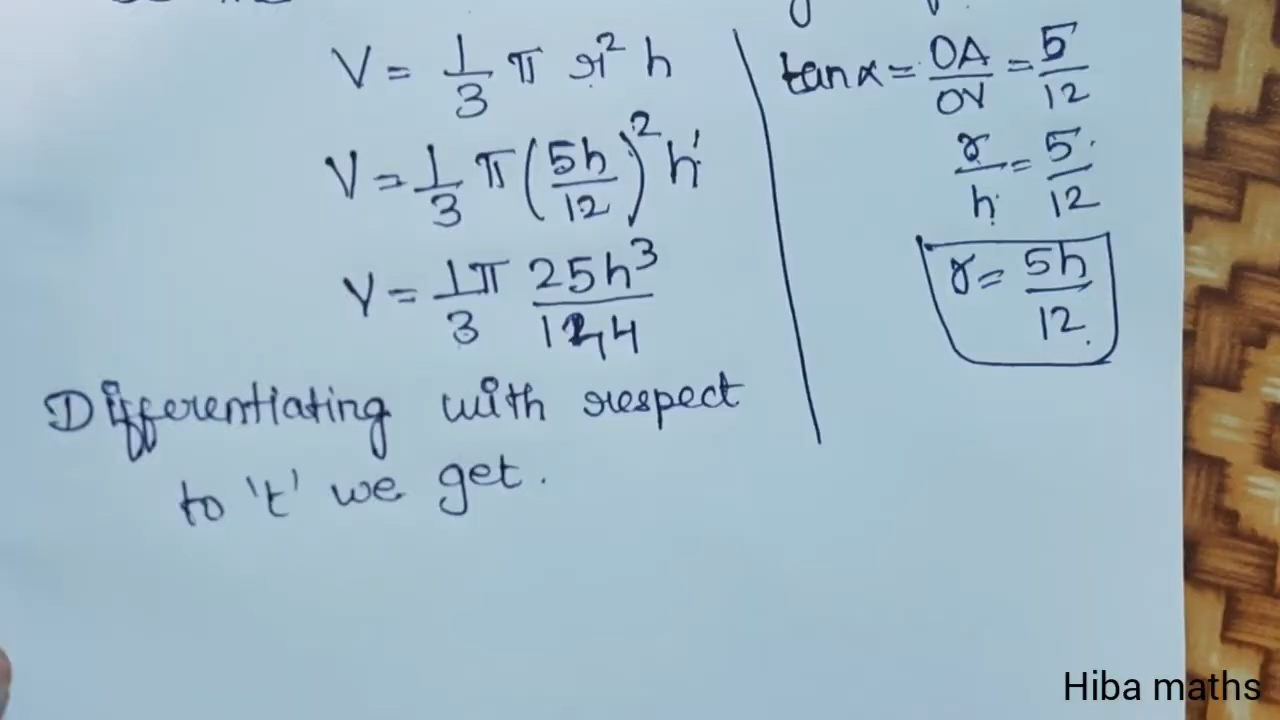 V = 1/3 π r² h
V = 1/3 π (5h/12)² h
V = 1/3 π 25h³/144
Differentiating with respect
to 't' we get.
tan α = OA/OV = 5/12
r/h = 5/12
r = 5h/12
Hiba maths